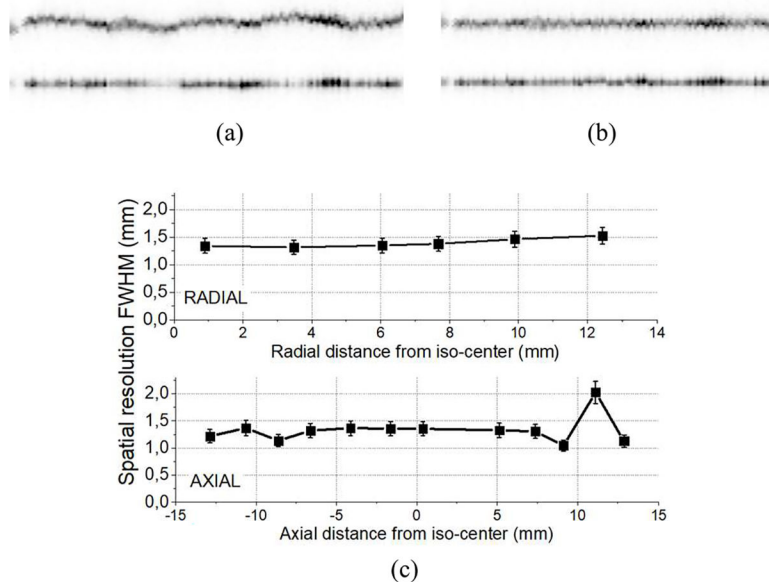 (a) (b)
Spatial resolution FWHM (mm)
2,0
1,5
1,0
0,5
0,0
RADIAL
0 2 4 6 8 10 12 14
Radial distance from iso-center (mm)
2,0
1,5
1,0
0,5
0,0
AXIAL
-15 -10 -5 0 5 10 15
Axial distance from iso-center (mm)
(c)